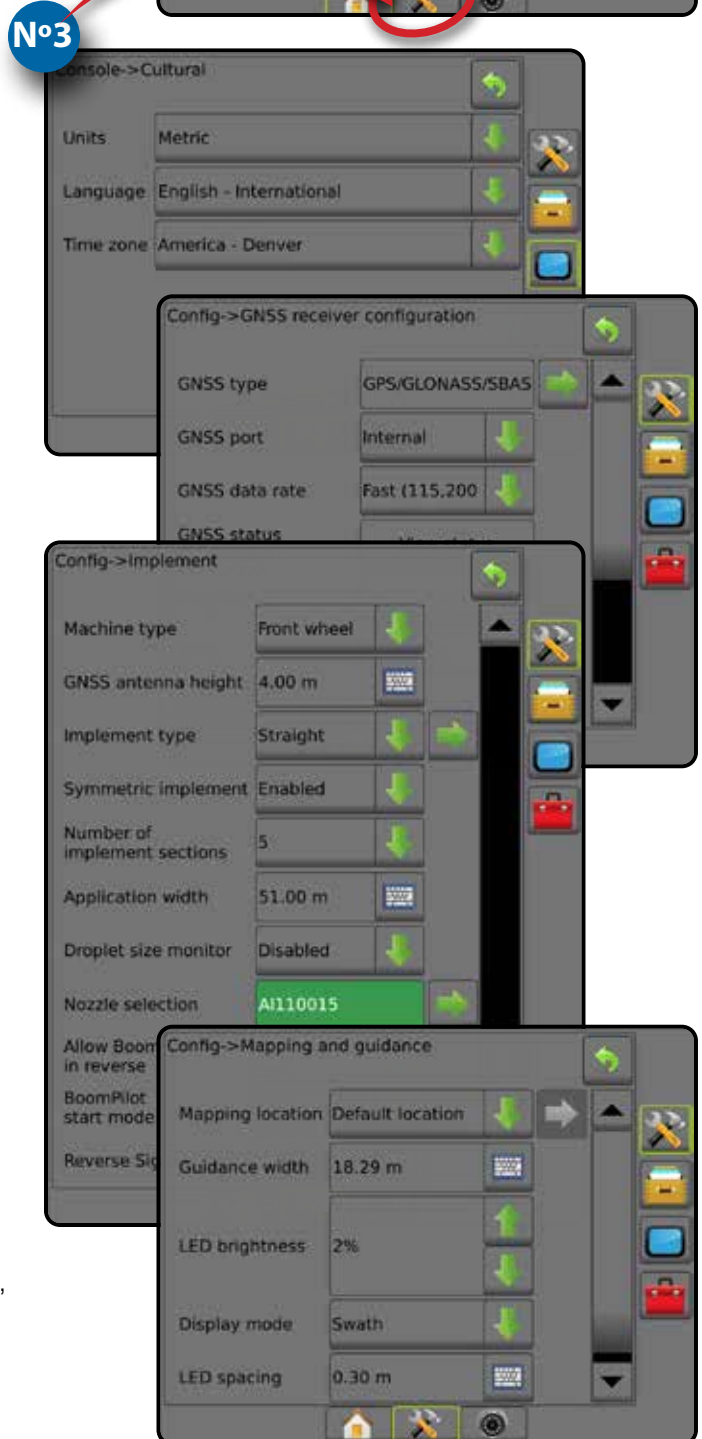 Nº3
Console->Cultural
Units Metric
Language English - International
Time zone America - Denver
Config->GNSS receiver configuration
GNSS type GPS/GLONASS/SBAS
GNSS port Internal
GNSS data rate Fast (115,200
GNSS status
Config->Implement
Machine type Front wheel
GNSS antenna height 4.00 m
Implement type Straight
Symmetric implement Enabled
Number of
implement sections 5
Application width 51.00 m
Droplet size monitor Disabled
Nozzle selection AI110015
Allow Boom
in reverse
BoomPilot
start mode
Reverse Sig
Config->Mapping and guidance
Mapping location Default location
Guidance width 18.29 m
LED brightness 2%
,
Display mode Swath
LED spacing 0.30 m